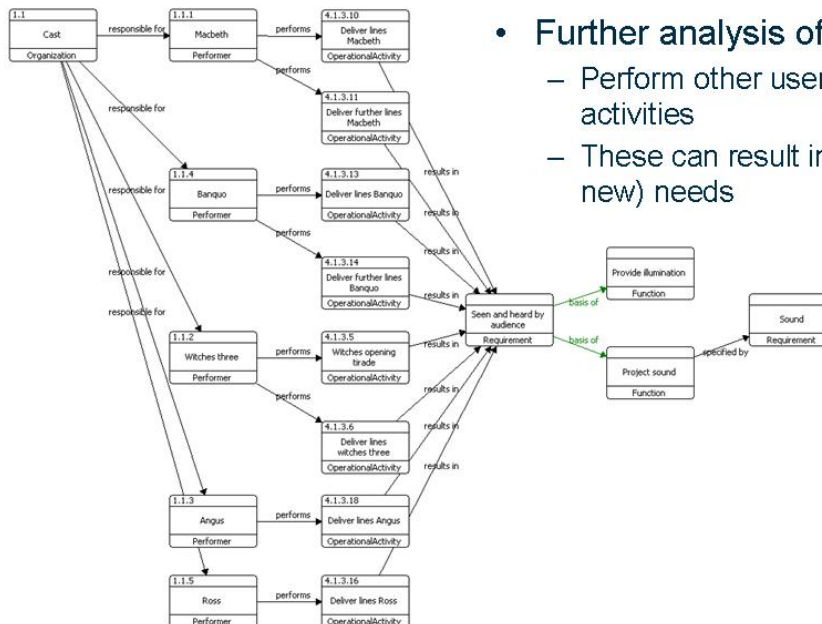 1.1
Cast
Organization
responsible for
1.1.1
Macbeth
Performer
performs
4.1.3.10
Deliver lines
Macbeth
OperationalActivity
performs
4.1.3.11
Deliver further lines
Macbeth
OperationalActivity
responsible for
1.1.4
Banquo
Performer
performs
4.1.3.13
Deliver lines Banquo
OperationalActivity
performs
4.1.3.14
Deliver further lines
Banquo
OperationalActivity
responsible for
1.1.2
Witches three
Performer
performs
4.1.3.5
Witches opening
tirade
OperationalActivity
performs
4.1.3.6
Deliver lines
witches three
OperationalActivity
responsible for
1.1.3
Angus
Performer
performs
4.1.3.18
Deliver lines Angus
OperationalActivity
responsible for
1.1.5
Ross
Performer
performs
4.1.3.16
Deliver lines Ross
OperationalActivity
results in
results in
results in
results in
results in
results in
results in
Seen and heard by
audience
Requirement
basis of
Provide illumination
Function
basis of
Project sound
Function
specified by
Sound
Requirement
• Further analysis of
– Perform other user
activities
– These can result in
new) needs